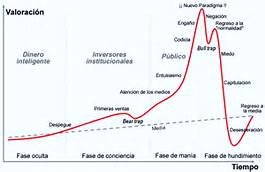 ¡¡ Nuevo Paradigma !!
Valoración
Negación
Engaño
Regreso a la
"normalidad"
Bull trap
Codicia
Dinero
inteligente
Inversores
institucionales
Público
Miedo
Entusiasmo
Capitulación
Atención de los medios
Primeras ventas
Regreso a
la media
Despegue
Bear trap
Media
Desesperación
Fase oculta
Fase de conciencia
Fase de manía
Fase de hundimiento
Tiempo